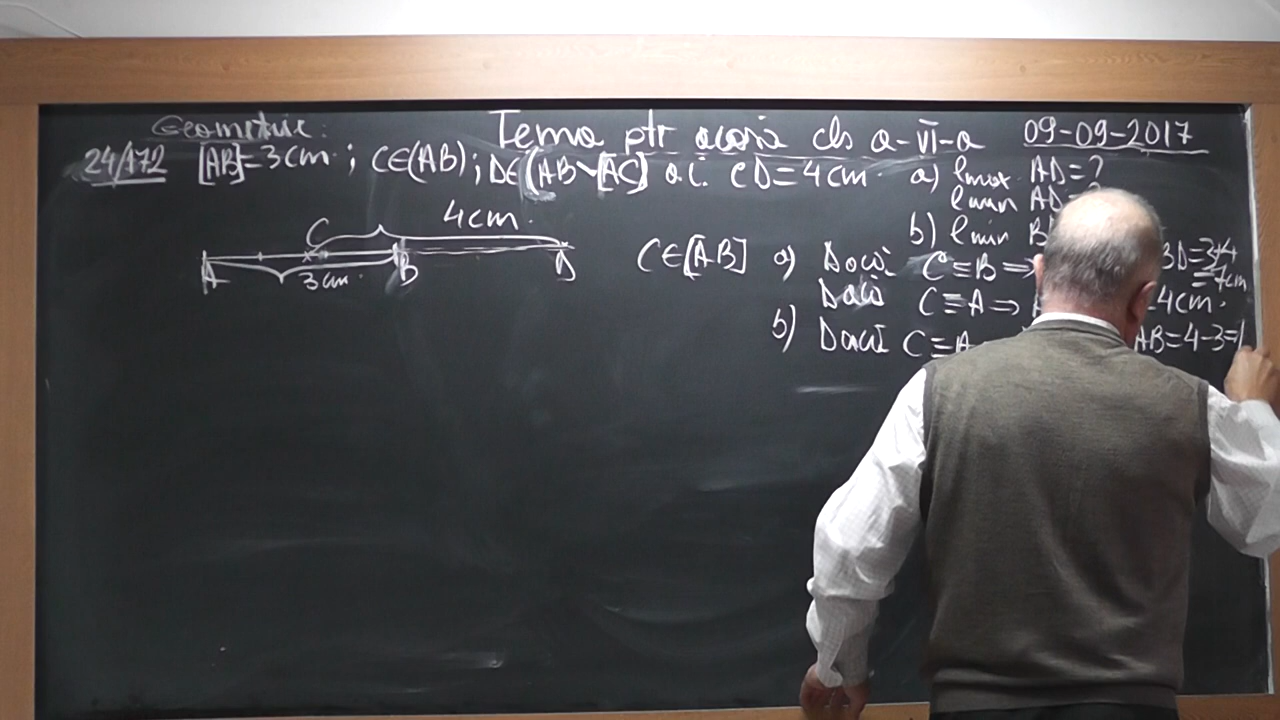 Geometrie:
Tema ptr acasă cls a-VI-a 09-09-2017
24/172 [AB]=3cm; C∈(AB); D∈(AB\[AC] a.î. CD=4cm. a) lmax. AD=?
lmin AD=?
b) lmin B
C
4cm.
A 3cm. B D
C∈[AB] a) Dacă C≡B⇒ BD=3+4
=7cm
Dacă C≡A⇒A =4cm.
b) Dacă C≡A AB=4-3=1